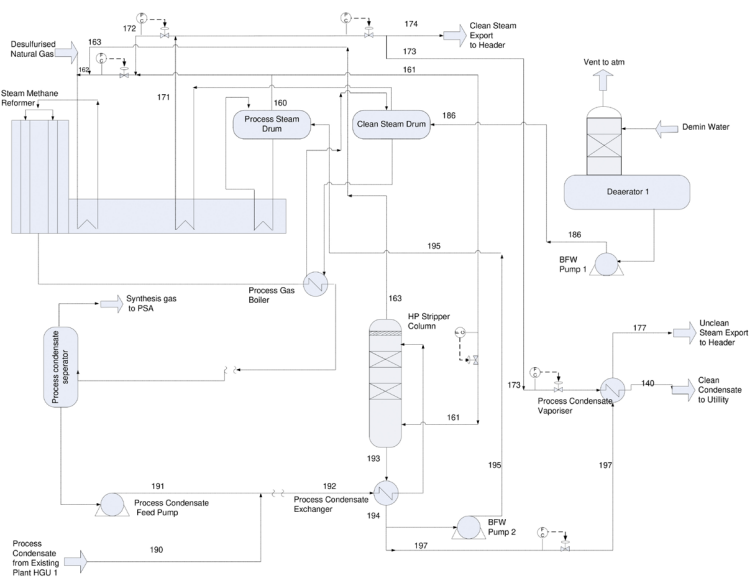 F
C
172
F
C
174
Clean Steam
Export
to Header
Desulfurised
Natural Gas
163
F
C
173
162
161
Vent to atm
Steam Methane
Reformer
171
160
Process Steam
Drum
Clean Steam Drum
186
Demin Water
Deaerator 1
186
195
BFW
Pump 1
Process Gas
Boiler
Synthesis gas
to PSA
163
HP Stripper
Column
Unclean
Steam Export
to Header
177
Process condensate
seperator
F
C
173
140
Clean
Condensate
to Utility
Process Condensate
Vaporiser
161
193
195
197
191
192
Process Condensate
Feed Pump
Process Condensate
Exchanger
194
BFW
Pump 2
F
C
197
Process
Condensate
from Existing
Plant HGU 1
190